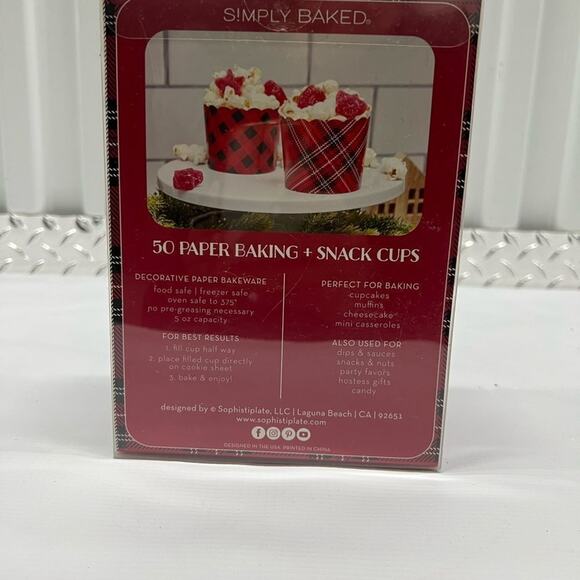 S!MPLY BAKED®
50 PAPER BAKING + SNACK CUPS
DECORATIVE PAPER BAKEWARE
food safe | freezer safe
oven safe to 375°
no pre-greasing necessary
5 oz capacity
FOR BEST RESULTS
1. fill cup half way
2. place filled cup directly
on cookie sheet
3. bake & enjoy!
PERFECT FOR BAKING
cupcakes
muffins
cheesecake
mini casseroles
ALSO USED FOR
dips & sauces
snacks & nuts
party favors
hostess gifts
candy
designed by © Sophistiplate, LLC | Laguna Beach | CA | 92651
www.sophistiplate.com
DESIGNED IN THE USA. PRINTED IN CHINA.